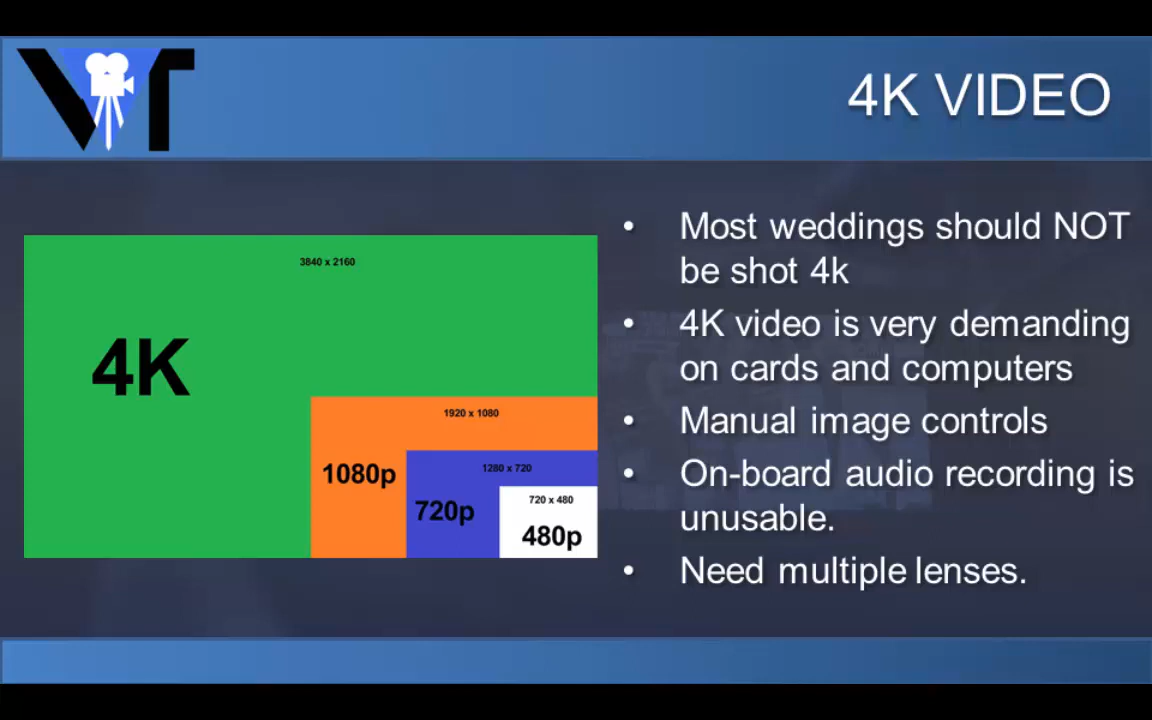 VT
4K VIDEO
3840 x 2160
4K
1920 x 1080
1080p
1280 x 720
720p
720 x 480
480p
• Most weddings should NOT
be shot 4k
• 4K video is very demanding
on cards and computers
• Manual image controls
• On-board audio recording is
unusable.
• Need multiple lenses.